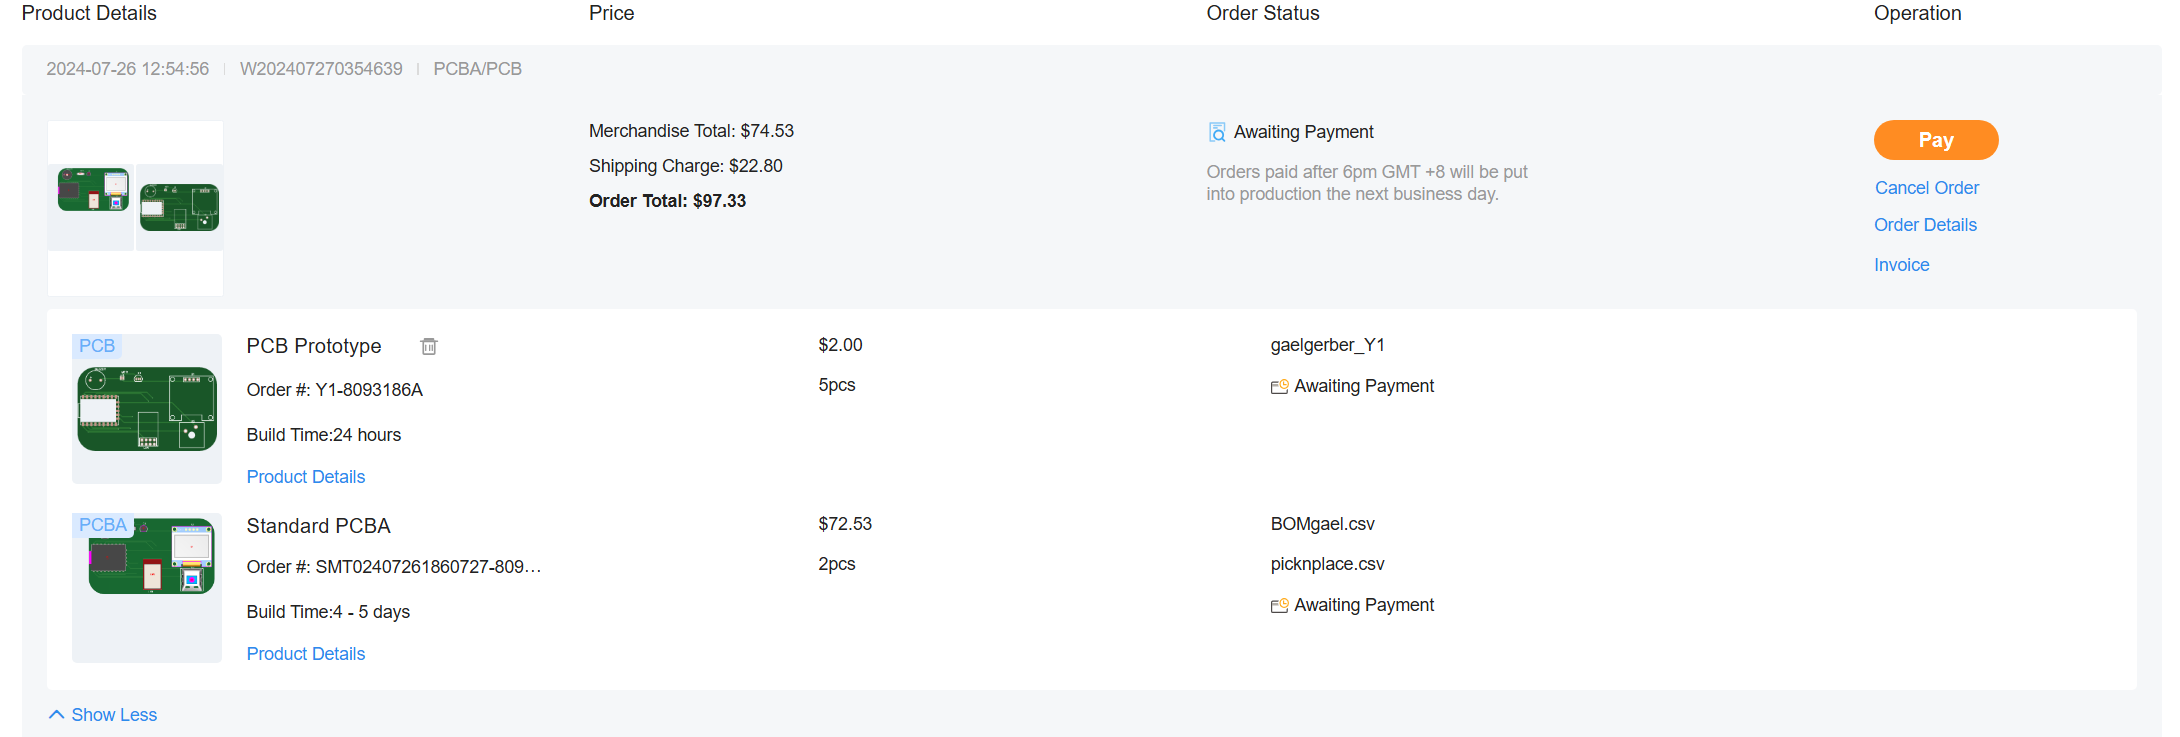 Product Details Price Order Status Operation
2024-07-26 12:54:56 | W202407270354639 | PCBA/PCB
Merchandise Total: $74.53
Shipping Charge: $22.80
Order Total: $97.33
Awaiting Payment
Orders paid after 6pm GMT +8 will be put
into production the next business day.
Pay
Cancel Order
Order Details
Invoice
PCB
PCB Prototype
Order #: Y1-8093186A
Build Time:24 hours
Product Details
$2.00
5pcs
gaelgerber_Y1
Awaiting Payment
PCBA
Standard PCBA
Order #: SMT02407261860727-809…
Build Time:4 - 5 days
Product Details
$72.53
2pcs
BOMgael.csv
picknplace.csv
Awaiting Payment
Show Less